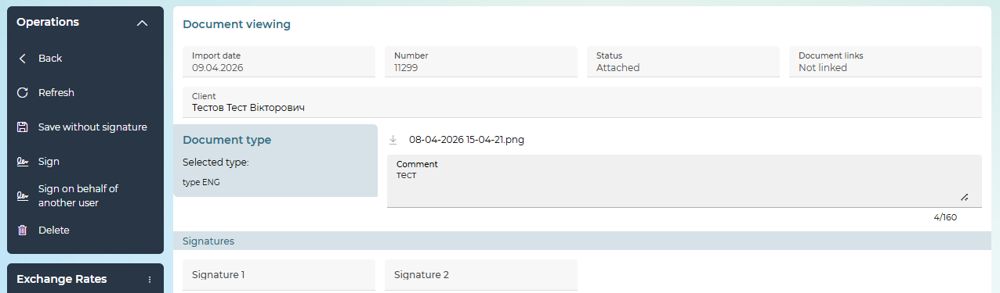 Operations
Back
Refresh
Save without signature
Sign
Sign on behalf of
another user
Delete
Exchange Rates
Document viewing
Import date
09.04.2026
Number
11299
Status
Attached
Document links
Not linked
Client
Тестов Тест Вікторович
Document type
Selected type:
type ENG
08-04-2026 15-04-21.png
Comment
тест
4/160
Signatures
Signature 1
Signature 2